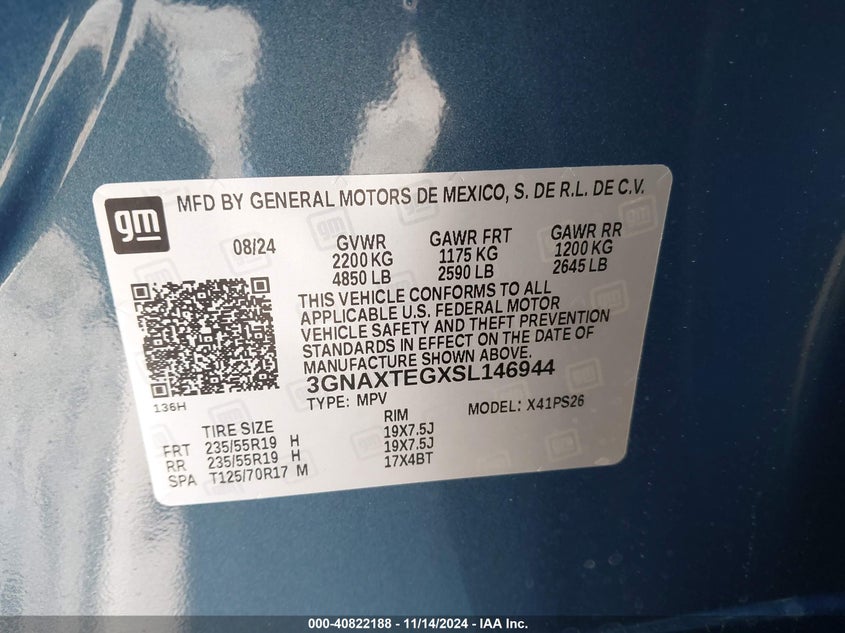 gm
MFD BY GENERAL MOTORS DE MEXICO, S. DE R.L. DE C.V.
08/24 GVWR GAWR FRT GAWR RR
2200 KG 1175 KG 1200 KG
4850 LB 2590 LB 2645 LB
THIS VEHICLE CONFORMS TO ALL
APPLICABLE U.S. FEDERAL MOTOR
VEHICLE SAFETY AND THEFT PREVENTION
STANDARDS IN EFFECT ON THE DATE OF
MANUFACTURE SHOWN ABOVE.
3GNAXTEGXSL146944
136H
TYPE: MPV MODEL: X41PS26
TIRE SIZE RIM
FRT 235/55R19 H 19X7.5J
RR 235/55R19 H 19X7.5J
SPA T125/70R17 M 17X4BT
000-40822188 - 11/14/2024 - IAA Inc.